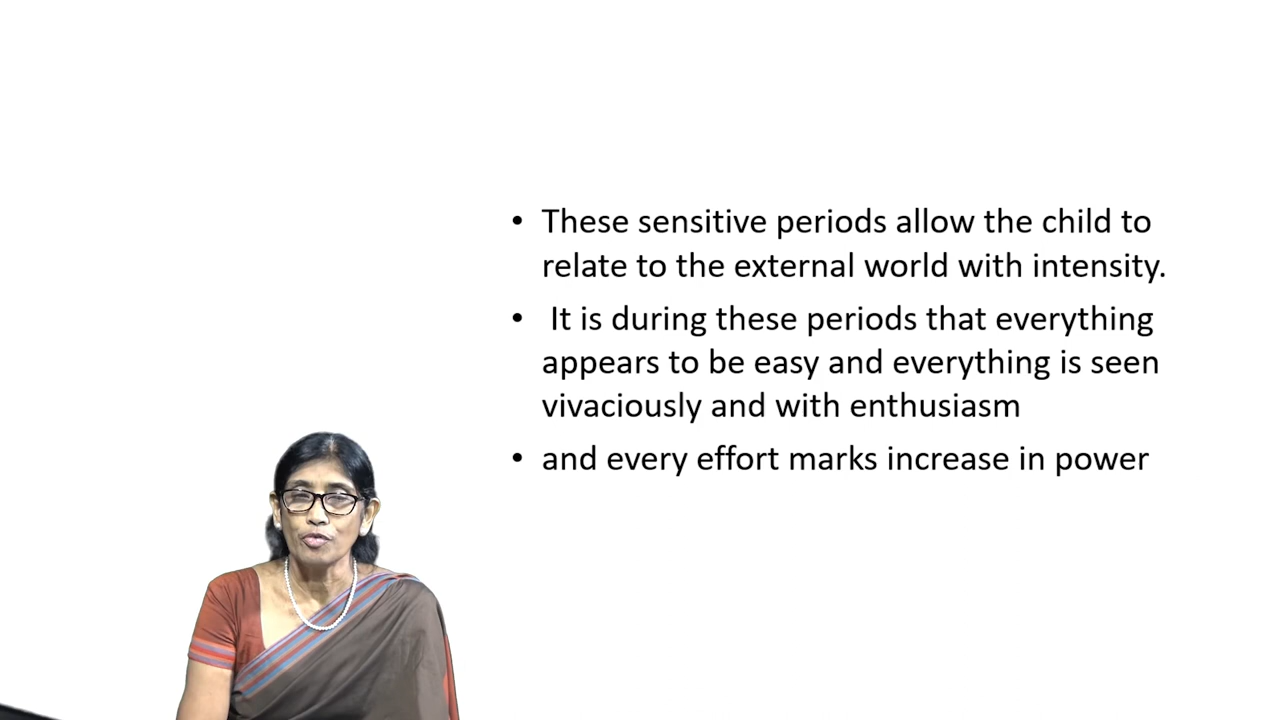 • These sensitive periods allow the child to
relate to the external world with intensity.
• It is during these periods that everything
appears to be easy and everything is seen
vivaciously and with enthusiasm
• and every effort marks increase in power